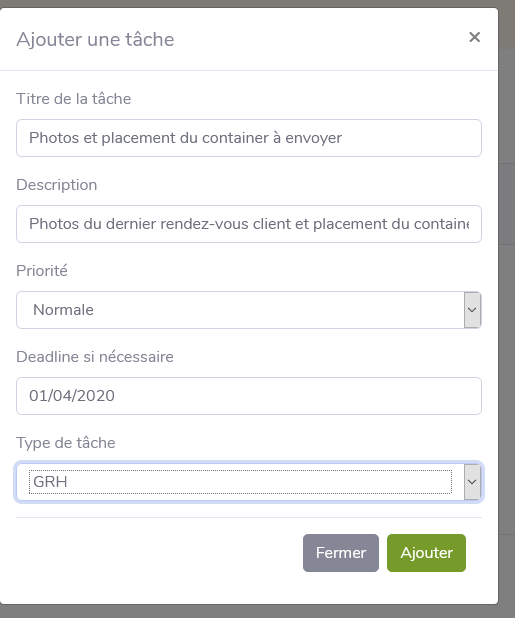 Ajouter une tâche
×
Titre de la tâche
Photos et placement du container à envoyer
Description
Photos du dernier rendez-vous client et placement du containe
Priorité
Normale
Deadline si nécessaire
01/04/2020
Type de tâche
GRH
Fermer Ajouter